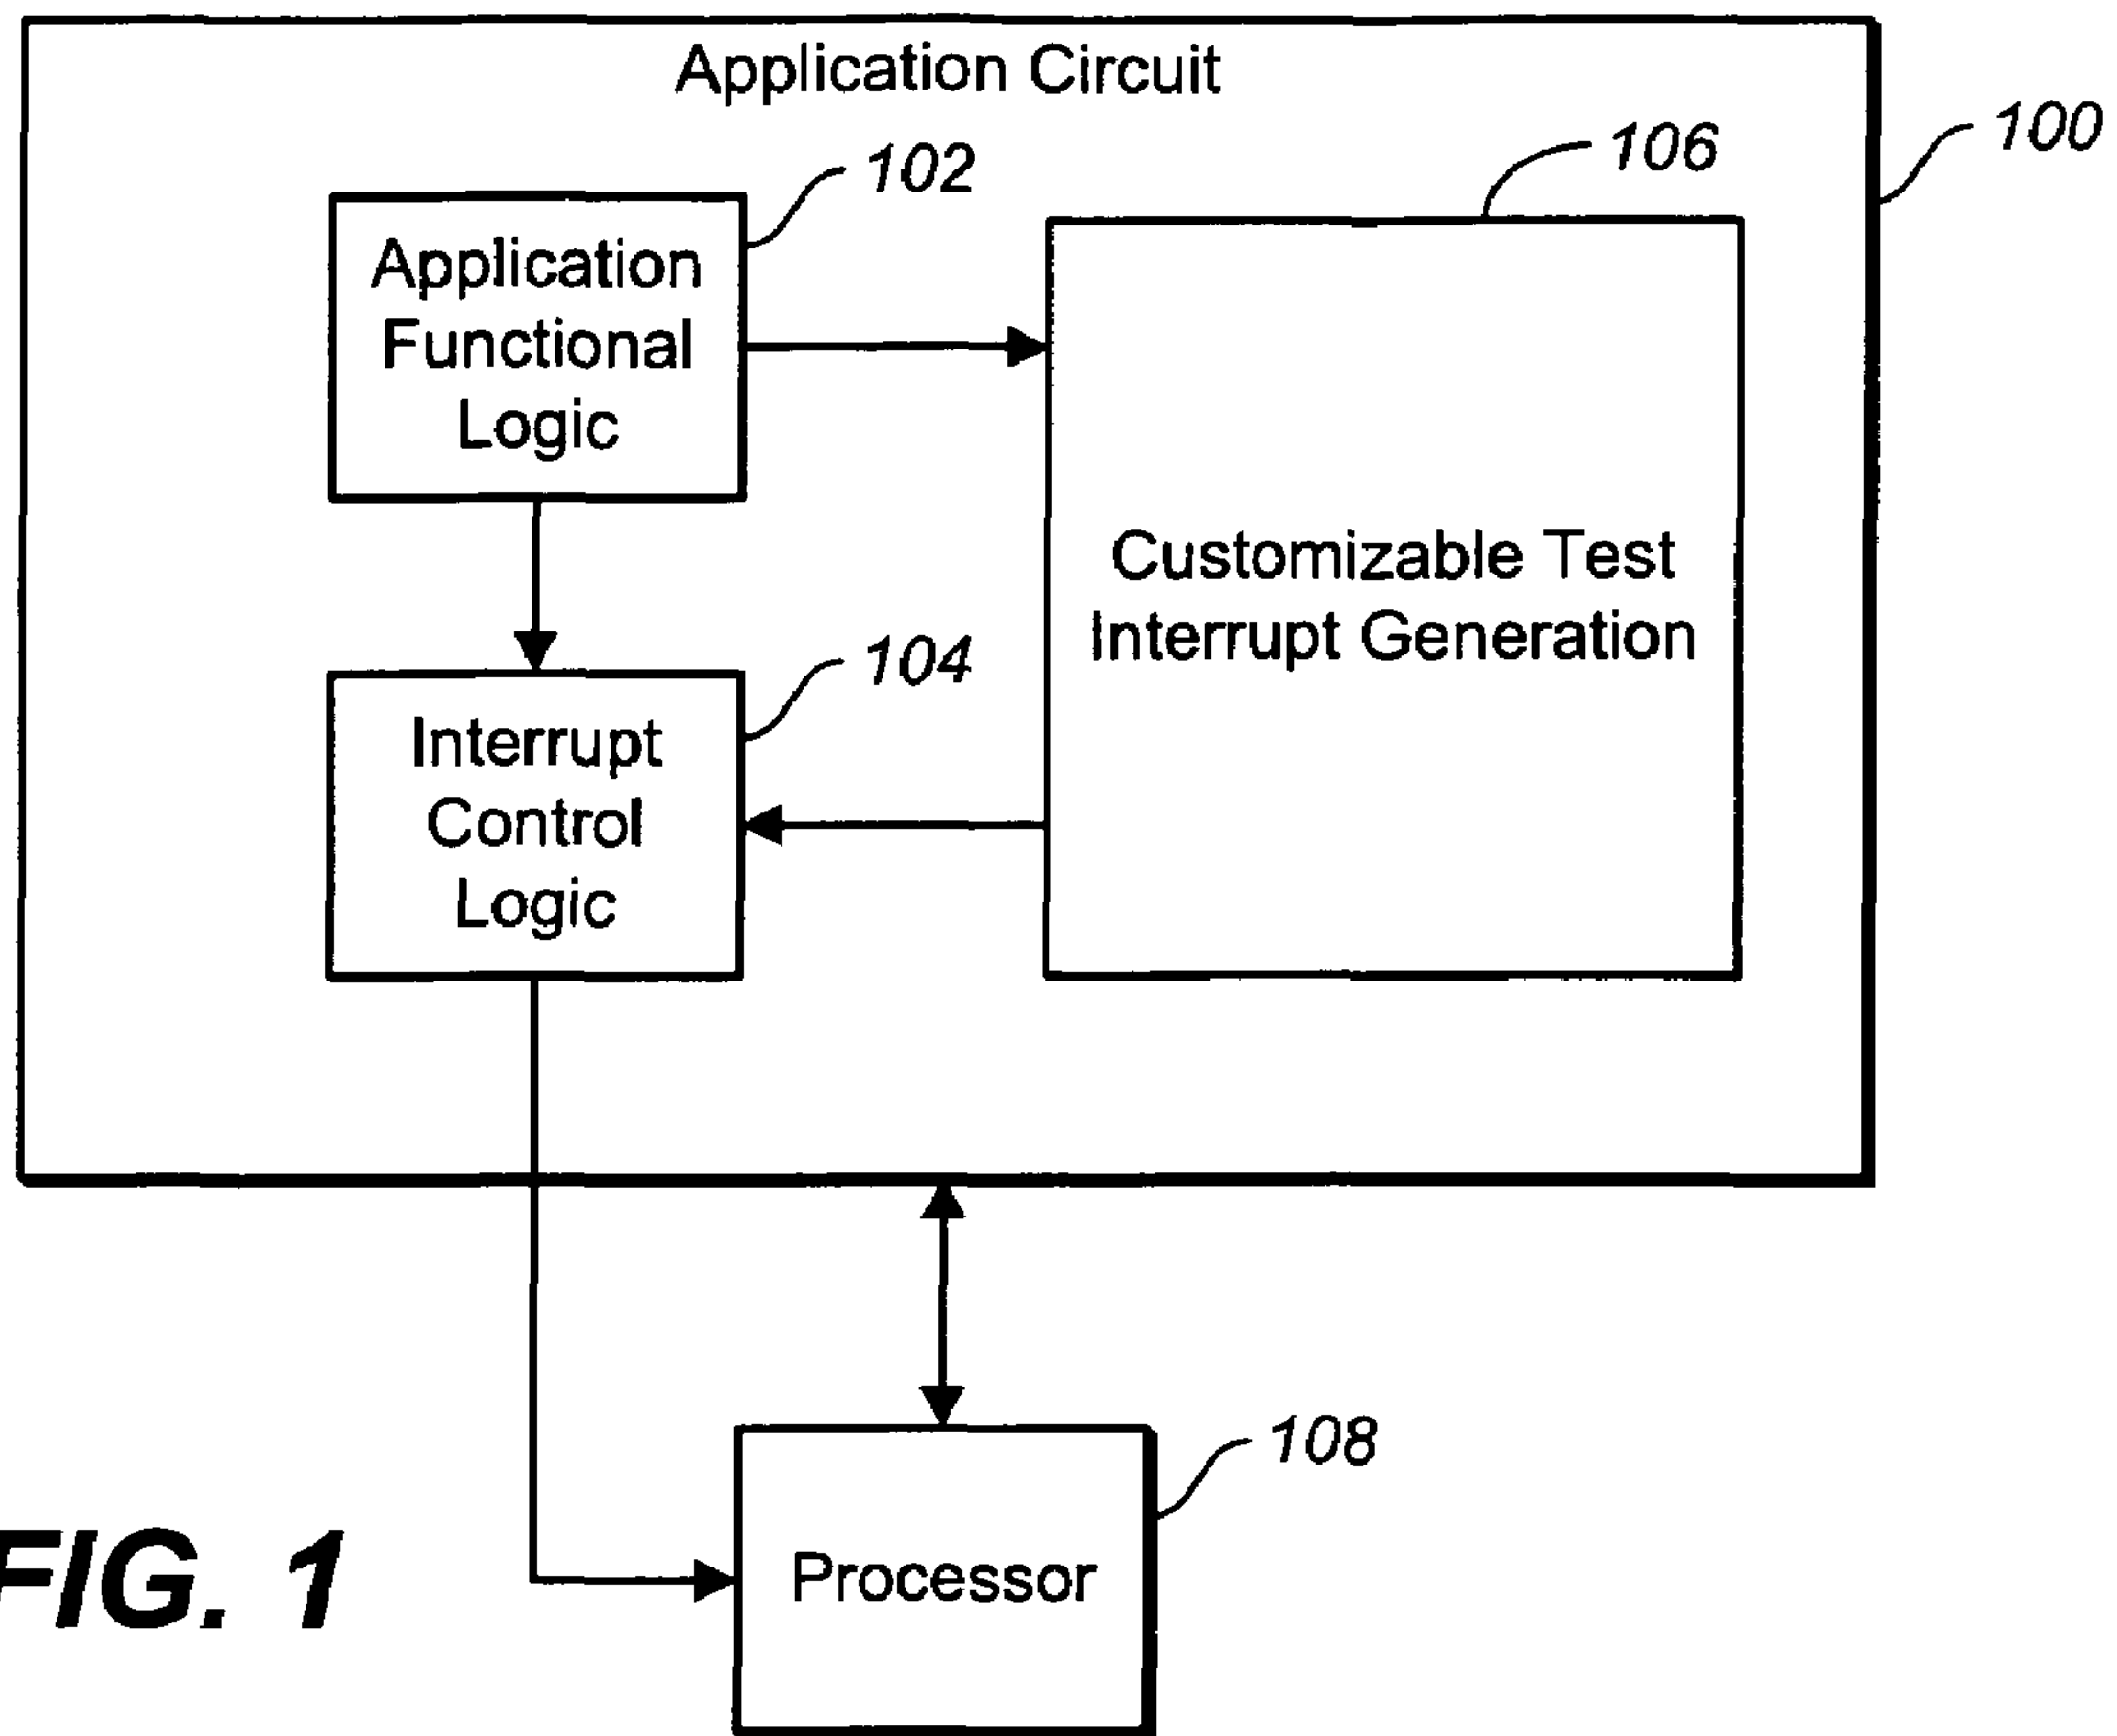 Application Circuit
100
106
102
Application
Functional
Logic
Customizable Test
Interrupt Generation
104
Interrupt
Control
Logic
108
Processor
FIG. 1